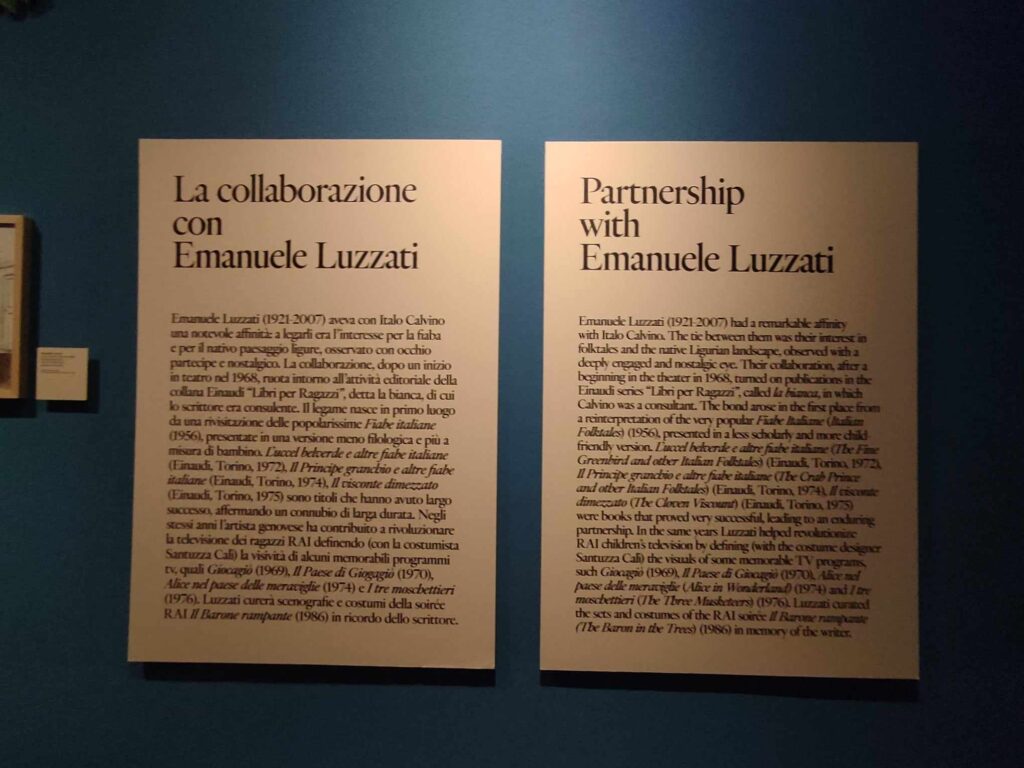 La collaborazione
con
Emanuele Luzzati
Emanuele Luzzati (1921-2007) aveva con Italo Calvino
una notevole affinità: a legarli era l'interesse per la fiaba
e per il nativo paesaggio ligure, osservato con occhio
partecipe e nostalgico. La collaborazione, dopo un inizio
in teatro nel 1968, ruota intorno all'attività editoriale della
collana Einaudi "Libri per Ragazzi", detta la bianca, di cui
lo scrittore era consulente. Il legame nasce in primo luogo
da una rivisitazione delle popolarissime Fiabe italiane
(1956), presentate in una versione meno filologica e più a
misura di bambino. L'uccel belverde e altre fiabe italiane
(Einaudi, Torino, 1972), Il Principe granchio e altre fiabe
italiane (Einaudi, Torino, 1974), Il visconte dimezzato
(Einaudi, Torino, 1975) sono titoli che hanno avuto largo
successo, affermando un connubio di larga durata. Negli
stessi anni l'artista genovese ha contribuito a rivoluzionare
la televisione dei ragazzi RAI definendo (con la costumista
Santuzza Calì) la visività di alcuni memorabili programmi
tv, quali Giocagiò (1969), Il Paese di Giogagiò (1970),
Alice nel paese delle meraviglie (1974) e I tre moschettieri
(1976). Luzzati curerà scenografie e costumi della soirée
RAI Il Barone rampante (1986) in ricordo dello scrittore.
Partnership
with
Emanuele Luzzati
Emanuele Luzzati (1921-2007) had a remarkable affinity
with Italo Calvino. The tie between them was their interest in
folktales and the native Ligurian landscape, observed with a
deeply engaged and nostalgic eye. Their collaboration, after a
beginning in the theater in 1968, turned on publications in the
Einaudi series "Libri per Ragazzi", called la bianca, in which
Calvino was a consultant. The bond arose in the first place from
a reinterpretation of the very popular Fiabe Italiane (Italian
Folktales) (1956), presented in a less scholarly and more child
friendly version. L'uccel belverde e altre fiabe italiane (The Fine
Greenbird and other Italian Folktales) (Einaudi, Torino, 1972),
Il Principe granchio e altre fiabe italiane (The Crab Prince
and other Italian Folktales) (Einaudi, Torino, 1974), Il visconte
dimezzato (The Cloven Viscount) (Einaudi, Torino, 1975)
were books that proved very successful, leading to an enduring
partnership. In the same years Luzzati helped revolutionize
RAI children's television by defining (with the costume designer
Santuzza Calì) the visuals of some memorable TV programs,
such Giocagiò (1969), Il Paese di Giocagiò (1970), Alice nel
paese delle meraviglie (Alice in Wonderland) (1974) and I tre
moschettieri (The Three Musketeers) (1976). Luzzati curated
the sets and costumes of the RAI soirée Il Barone rampante
(The Baron in the Trees) (1986) in memory of the writer.